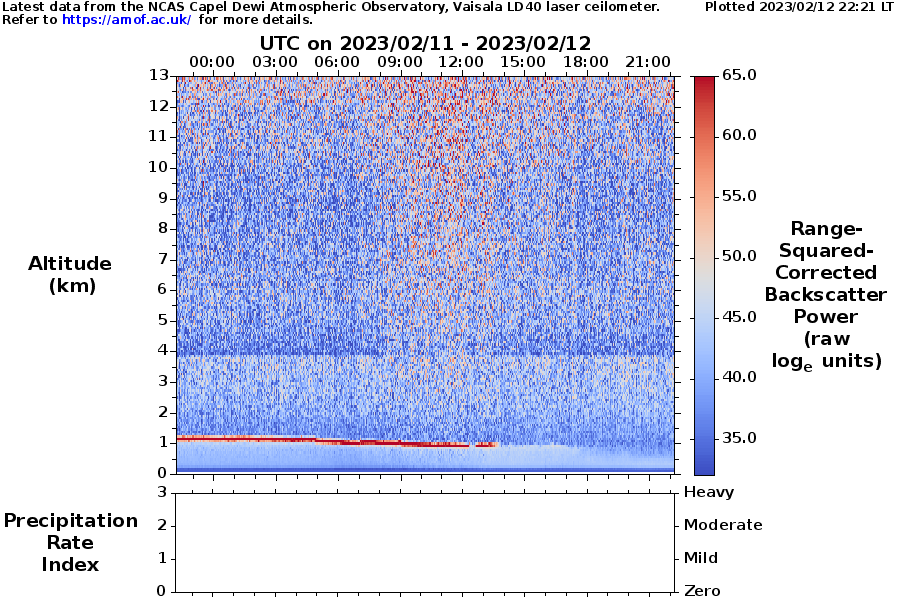 Latest data from the NCAS Capel Dewi Atmospheric Observatory, Vaisala LD40 laser ceilometer. Plotted 2023/02/12 22:21 LT
Refer to https://amof.ac.uk/ for more details.
UTC on 2023/02/11 - 2023/02/12
00:00 03:00 06:00 09:00 12:00 15:00 18:00 21:00
13
12
11
10
9
8
7
6
5
4
3
2
1
0
Altitude
(km)
65.0
60.0
55.0
50.0
45.0
40.0
35.0
Range-
Squared-
Corrected
Backscatter
Power
(raw
logₑ units)
3 Heavy
2 Moderate
1 Mild
0 Zero
Precipitation
Rate
Index